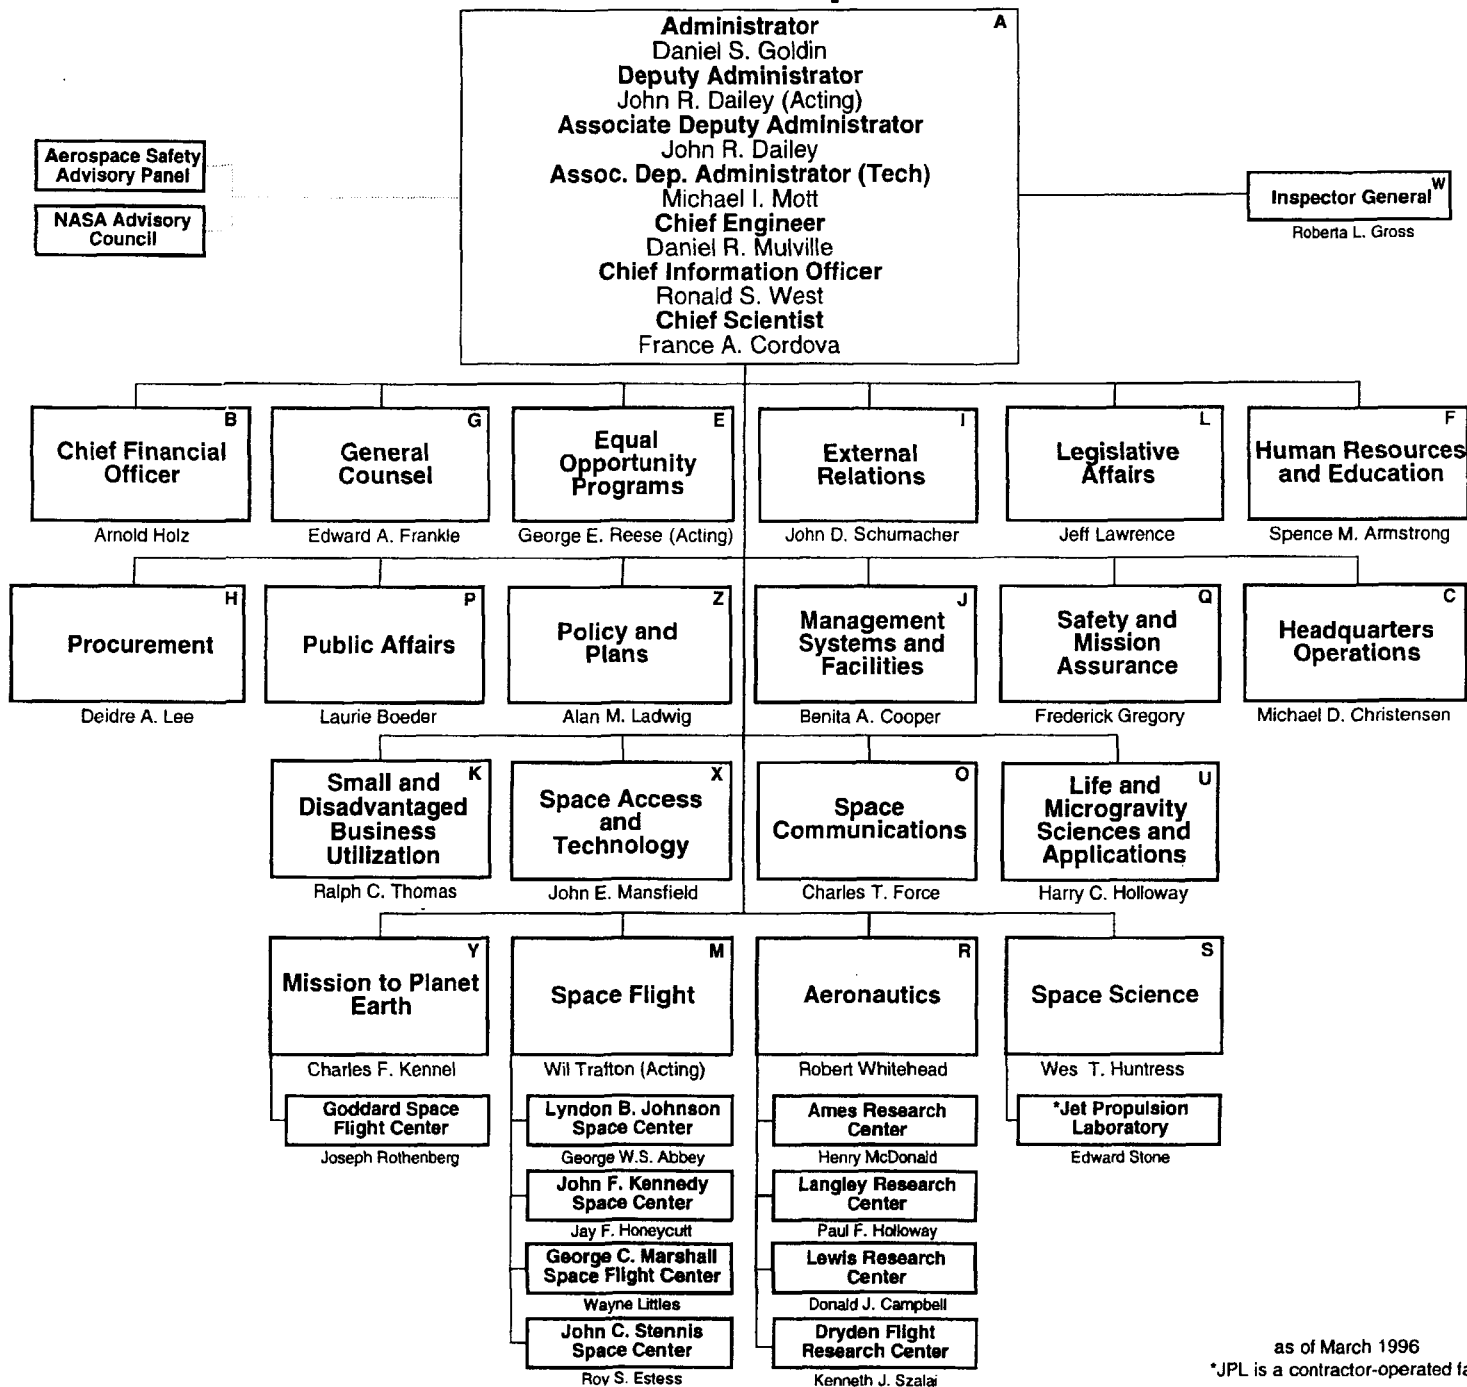 A
Administrator
Daniel S. Goldin
Deputy Administrator
John R. Dailey (Acting)
Associate Deputy Administrator
John R. Dailey
Assoc. Dep. Administrator (Tech)
Michael I. Mott
Chief Engineer
Daniel R. Mulville
Chief Information Officer
Ronald S. West
Chief Scientist
France A. Cordova
Aerospace Safety
Advisory Panel
NASA Advisory
Council
Inspector General W
Roberta L. Gross
B
Chief Financial
Officer
Arnold Holz
G
General
Counsel
Edward A. Frankle
E
Equal
Opportunity
Programs
George E. Reese (Acting)
I
External
Relations
John D. Schumacher
L
Legislative
Affairs
Jeff Lawrence
F
Human Resources
and Education
Spence M. Armstrong
H
Procurement
Deidre A. Lee
P
Public Affairs
Laurie Boeder
Z
Policy and
Plans
Alan M. Ladwig
J
Management
Systems and
Facilities
Benita A. Cooper
Q
Safety and
Mission
Assurance
Frederick Gregory
C
Headquarters
Operations
Michael D. Christensen
K
Small and
Disadvantaged
Business
Utilization
Ralph C. Thomas
X
Space Access
and
Technology
John E. Mansfield
O
Space
Communications
Charles T. Force
U
Life and
Microgravity
Sciences and
Applications
Harry C. Holloway
Y
Mission to Planet
Earth
Charles F. Kennel
Goddard Space
Flight Center
Joseph Rothenberg
M
Space Flight
Wil Trafton (Acting)
Lyndon B. Johnson
Space Center
George W.S. Abbey
John F. Kennedy
Space Center
Jay F. Honeycutt
George C. Marshall
Space Flight Center
Wayne Littles
John C. Stennis
Space Center
Roy S. Estess
R
Aeronautics
Robert Whitehead
Ames Research
Center
Henry McDonald
Langley Research
Center
Paul F. Holloway
Lewis Research
Center
Donald J. Campbell
Dryden Flight
Research Center
Kenneth J. Szalai
S
Space Science
Wes T. Huntress
*Jet Propulsion
Laboratory
Edward Stone
as of March 1996
*JPL is a contractor-operated fa